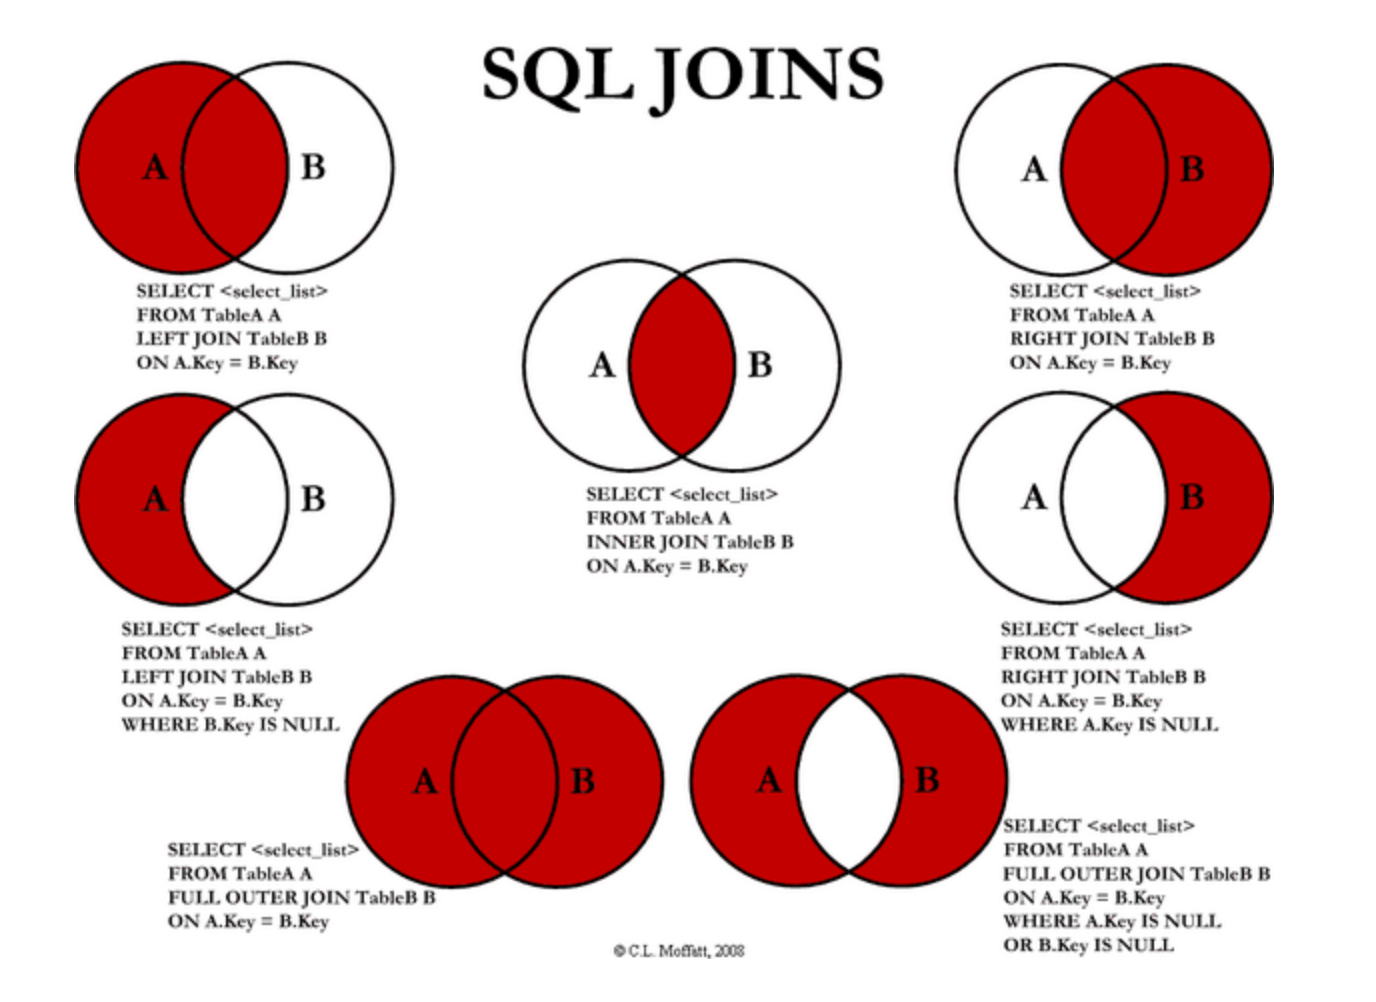 SQL JOINS
A B
SELECT <select_list>
FROM TableA A
LEFT JOIN TableB B
ON A.Key = B.Key
A B
SELECT <select_list>
FROM TableA A
RIGHT JOIN TableB B
ON A.Key = B.Key
A B
SELECT <select_list>
FROM TableA A
INNER JOIN TableB B
ON A.Key = B.Key
A B
SELECT <select_list>
FROM TableA A
LEFT JOIN TableB B
ON A.Key = B.Key
WHERE B.Key IS NULL
A B
SELECT <select_list>
FROM TableA A
RIGHT JOIN TableB B
ON A.Key = B.Key
WHERE A.Key IS NULL
A B
SELECT <select_list>
FROM TableA A
FULL OUTER JOIN TableB B
ON A.Key = B.Key
A B
SELECT <select_list>
FROM TableA A
FULL OUTER JOIN TableB B
ON A.Key = B.Key
WHERE A.Key IS NULL
OR B.Key IS NULL
© C.L. Moffatt, 2008